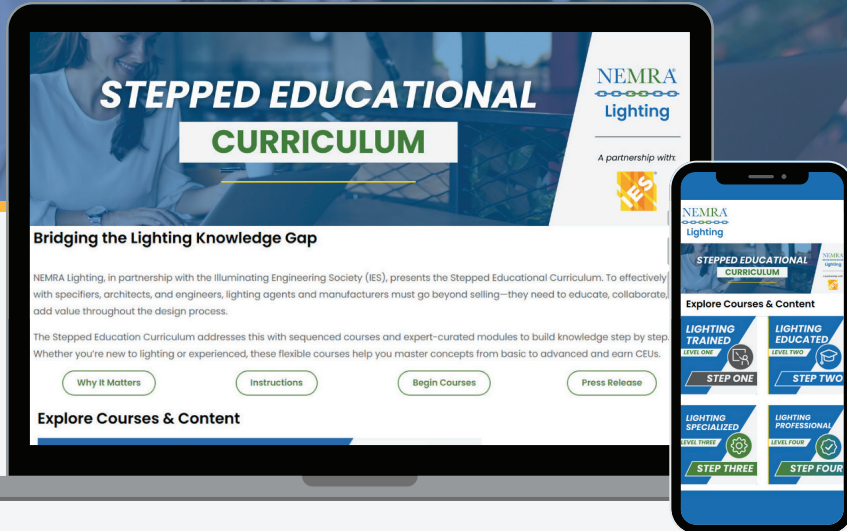 STEPPED EDUCATIONAL
CURRICULUM
NEMRA
Lighting
A partnership with:
IES
Bridging the Lighting Knowledge Gap
NEMRA Lighting, in partnership with the Illuminating Engineering Society (IES), presents the Stepped Educational Curriculum. To effectively
with specifiers, architects, and engineers, lighting agents and manufacturers must go beyond selling—they need to educate, collaborate,
add value throughout the design process.
The Stepped Education Curriculum addresses this with sequenced courses and expert-curated modules to build knowledge step by step.
Whether you're new to lighting or experienced, these flexible courses help you master concepts from basic to advanced and earn CEUs.
Why It Matters
Instructions
Begin Courses
Press Release
Explore Courses & Content
NEMRA
Lighting
STEPPED EDUCATIONAL
CURRICULUM
NEMRA
Lighting
Explore Courses & Content
LIGHTING
TRAINED
LEVEL ONE
STEP ONE
LIGHTING
EDUCATED
LEVEL TWO
STEP TWO
LIGHTING
SPECIALIZED
LEVEL THREE
STEP THREE
LIGHTING
PROFESSIONAL
LEVEL FOUR
STEP FOUR